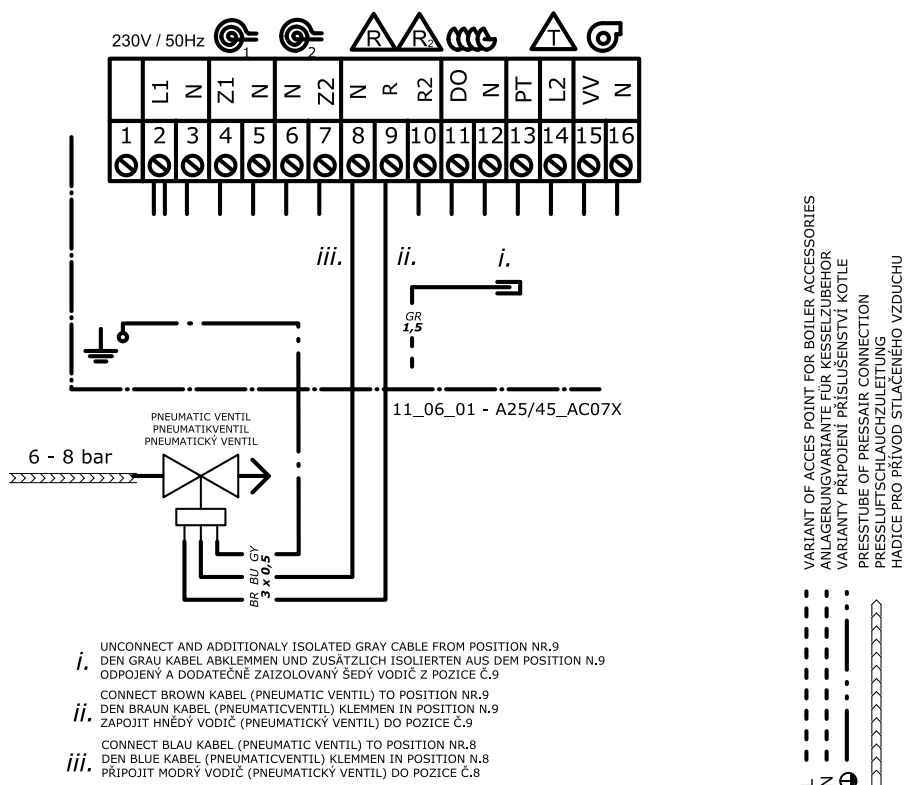 230V / 50Hz 1 2 R R2 T
L1 N Z1 N N Z2 N R R2 DO N PT L2 VV N
1 2 3 4 5 6 7 8 9 10 11 12 13 14 15 16
iii. ii. i.
GR
1,5
11_06_01 - A25/45_AC07X
PNEUMATIC VENTIL
PNEUMATIKVENTIL
PNEUMATICKÝ VENTIL
6 - 8 bar
BR BU GY
3 x 0,5
i. UNCONNECT AND ADDITIONALY ISOLATED GRAY CABLE FROM POSITION NR.9
DEN GRAU KABEL ABKLEMMEN UND ZUSÄTZLICH ISOLIERTEN AUS DEM POSITION N.9
ODPOJENÝ A DODATEČNĚ ZAIZOLOVANÝ ŠEDÝ VODIČ Z POZICE Č.9
ii. CONNECT BROWN KABEL (PNEUMATIC VENTIL) TO POSITION NR.9
DEN BRAUN KABEL (PNEUMATICVENTIL) KLEMMEN IN POSITION N.9
ZAPOJIT HNĚDÝ VODIČ (PNEUMATICKÝ VENTIL) DO POZICE Č.9
iii. CONNECT BLAU KABEL (PNEUMATIC VENTIL) TO POSITION NR.8
DEN BLUE KABEL (PNEUMATICVENTIL) KLEMMEN IN POSITION N.8
PŘIPOJIT MODRÝ VODIČ (PNEUMATICKÝ VENTIL) DO POZICE Č.8
VARIANT OF ACCES POINT FOR BOILER ACCESSORIES
ANLAGERUNGVARIANTE FÜR KESSELZUBEHOR
VARIANTY PŘIPOJENÍ PŘÍSLUŠENSTVÍ KOTLE
PRESSTUBE OF PRESSAIR CONNECTION
PRESSLUFTSCHLAUCHZULEITUNG
HADICE PRO PŘÍVOD STLAČENÉHO VZDUCHU
L
N